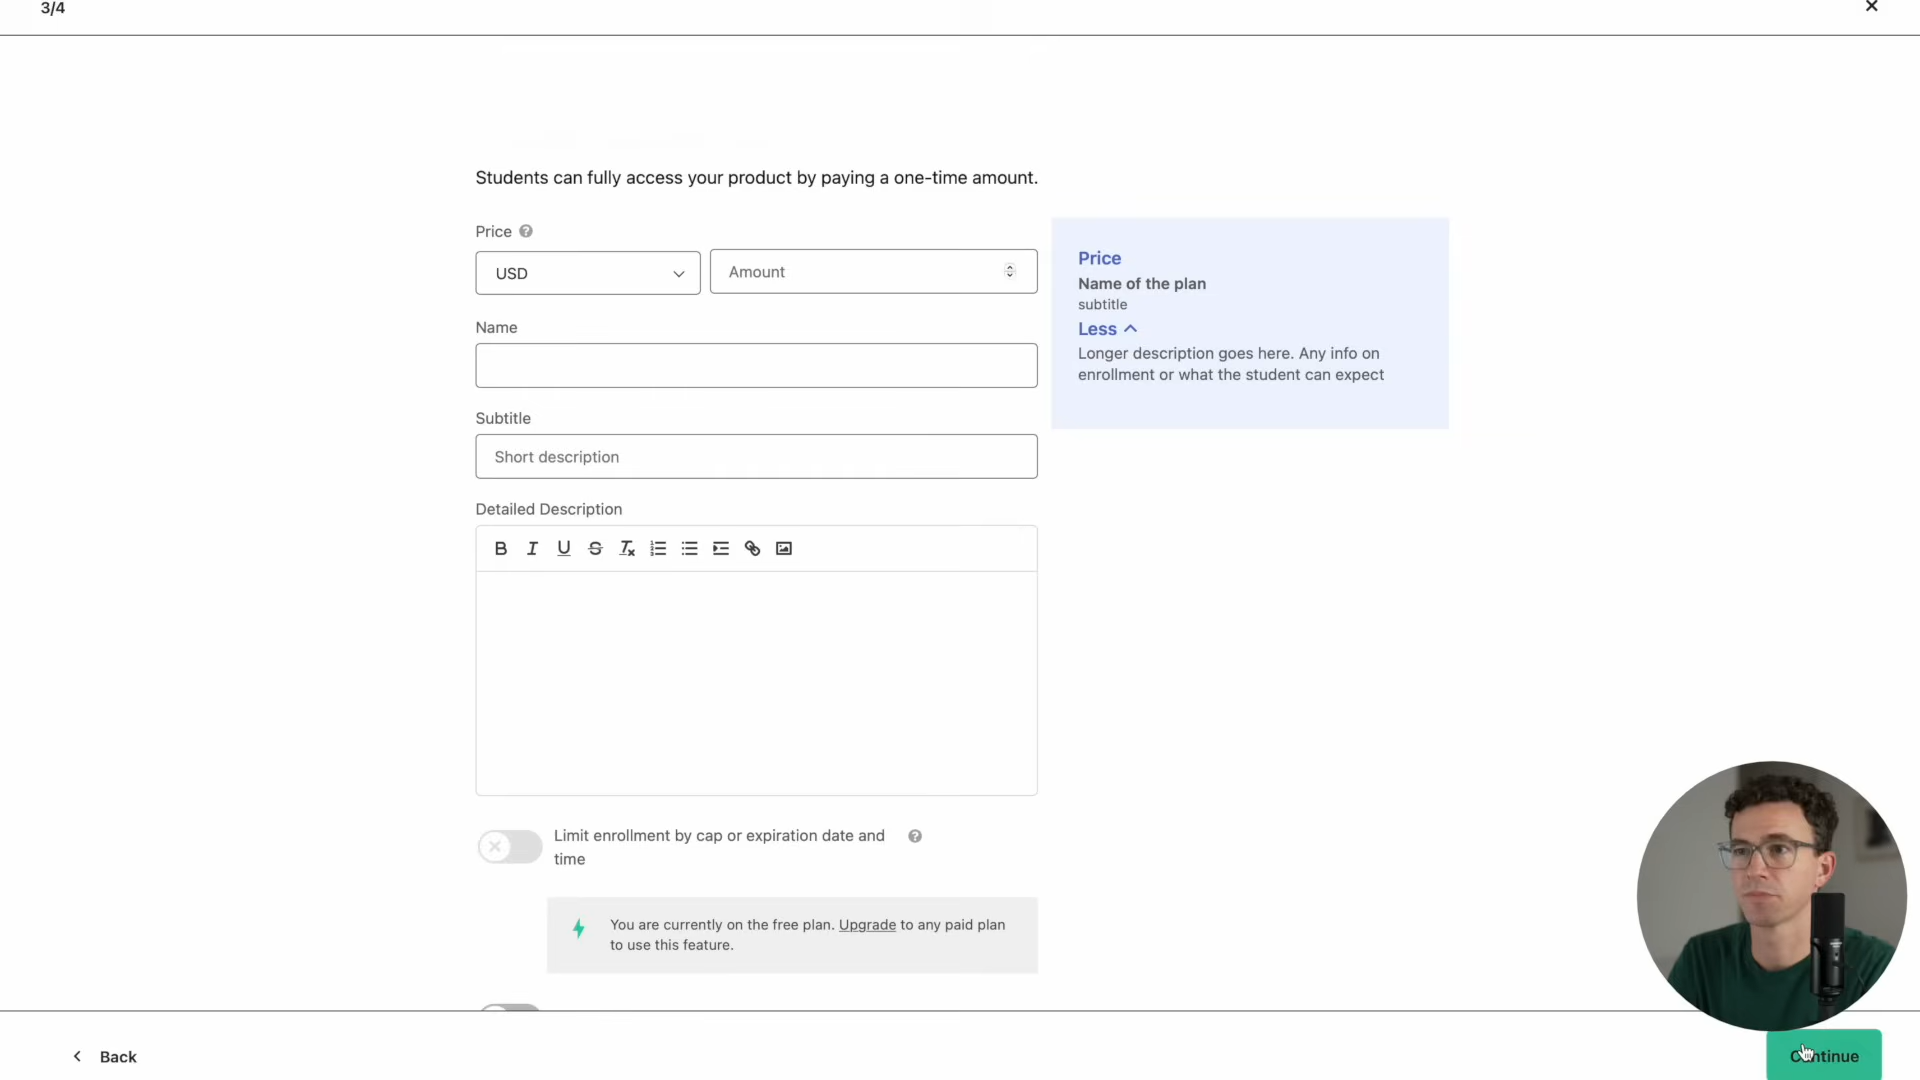 3/4
Students can fully access your product by paying a one-time amount.
Price
USD
Amount
Name
Subtitle
Short description
Detailed Description
Limit enrollment by cap or expiration date and
time
You are currently on the free plan. Upgrade to any paid plan
to use this feature.
Price
Name of the plan
subtitle
Less
Longer description goes here. Any info on
enrollment or what the student can expect
Back
Continue